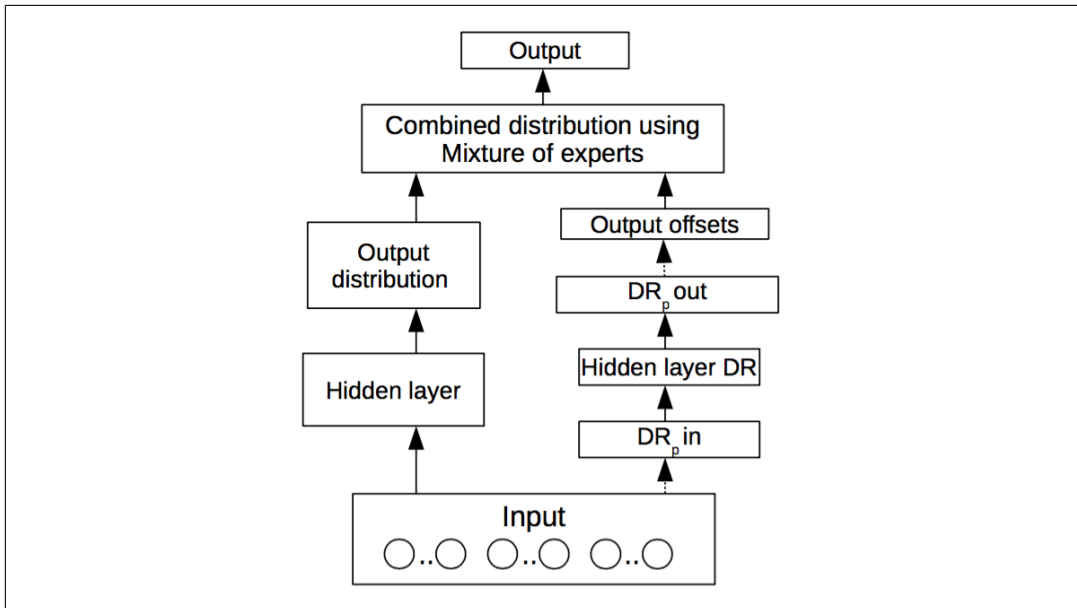 Output
Combined distribution using
Mixture of experts
Output offsets
Output
distribution
DRp out
Hidden layer DR
Hidden layer
DRp in
Input
.. .. ..